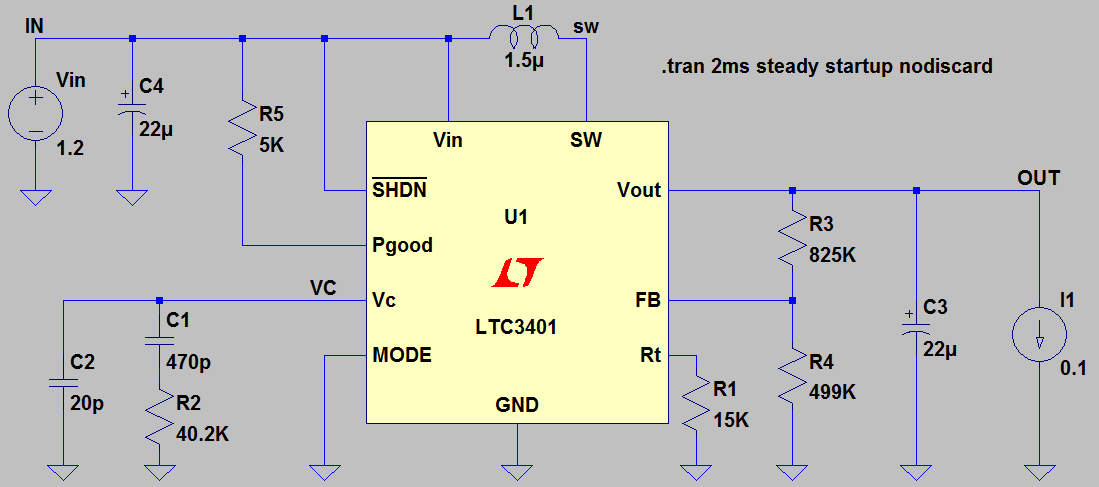 IN
L1
sw
1.5µ
.tran 2ms steady startup nodiscard
Vin
1.2
C4
22µ
R5
5K
Vin
SW
SHDN
Vout
OUT
U1
Pgood
R3
825K
VC
Vc
FB
LTC3401
C1
470p
C2
20p
R2
40.2K
MODE
Rt
GND
R1
15K
R4
499K
C3
22µ
I1
0.1